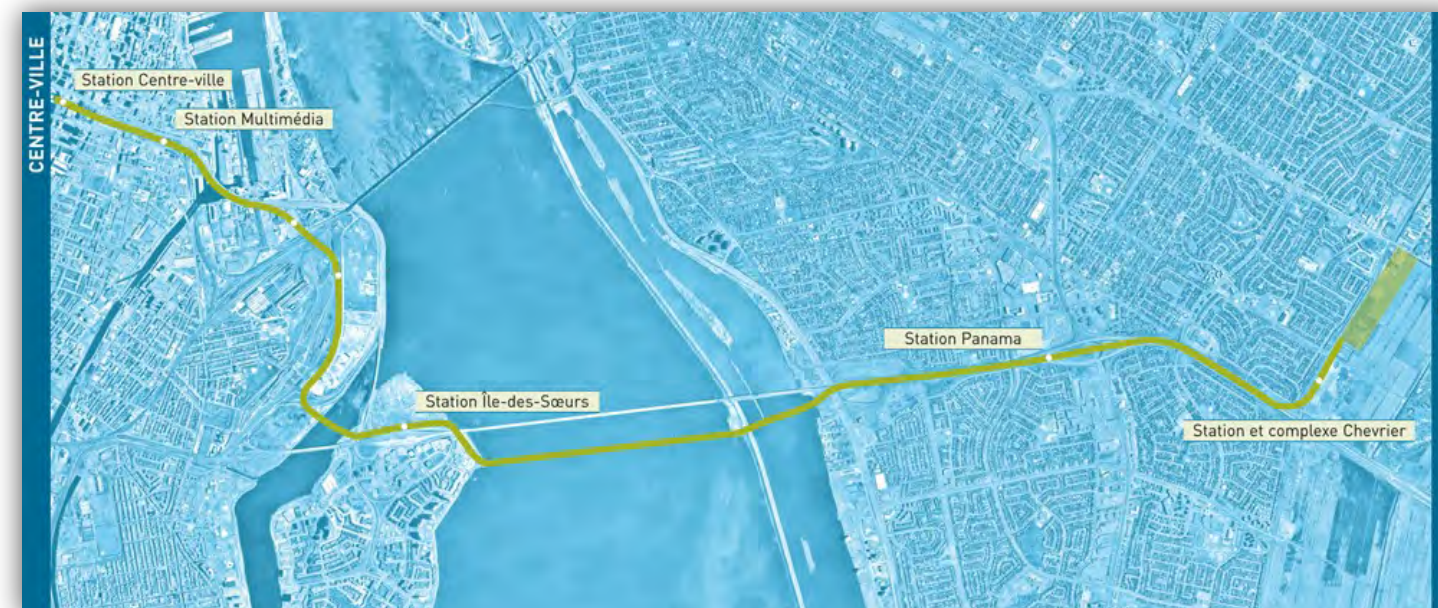 CENTRE-VILLE
Station Centre-ville
Station Multimédia
Station Panama
Station Île-des-Sœurs
Station et complexe Chevrier